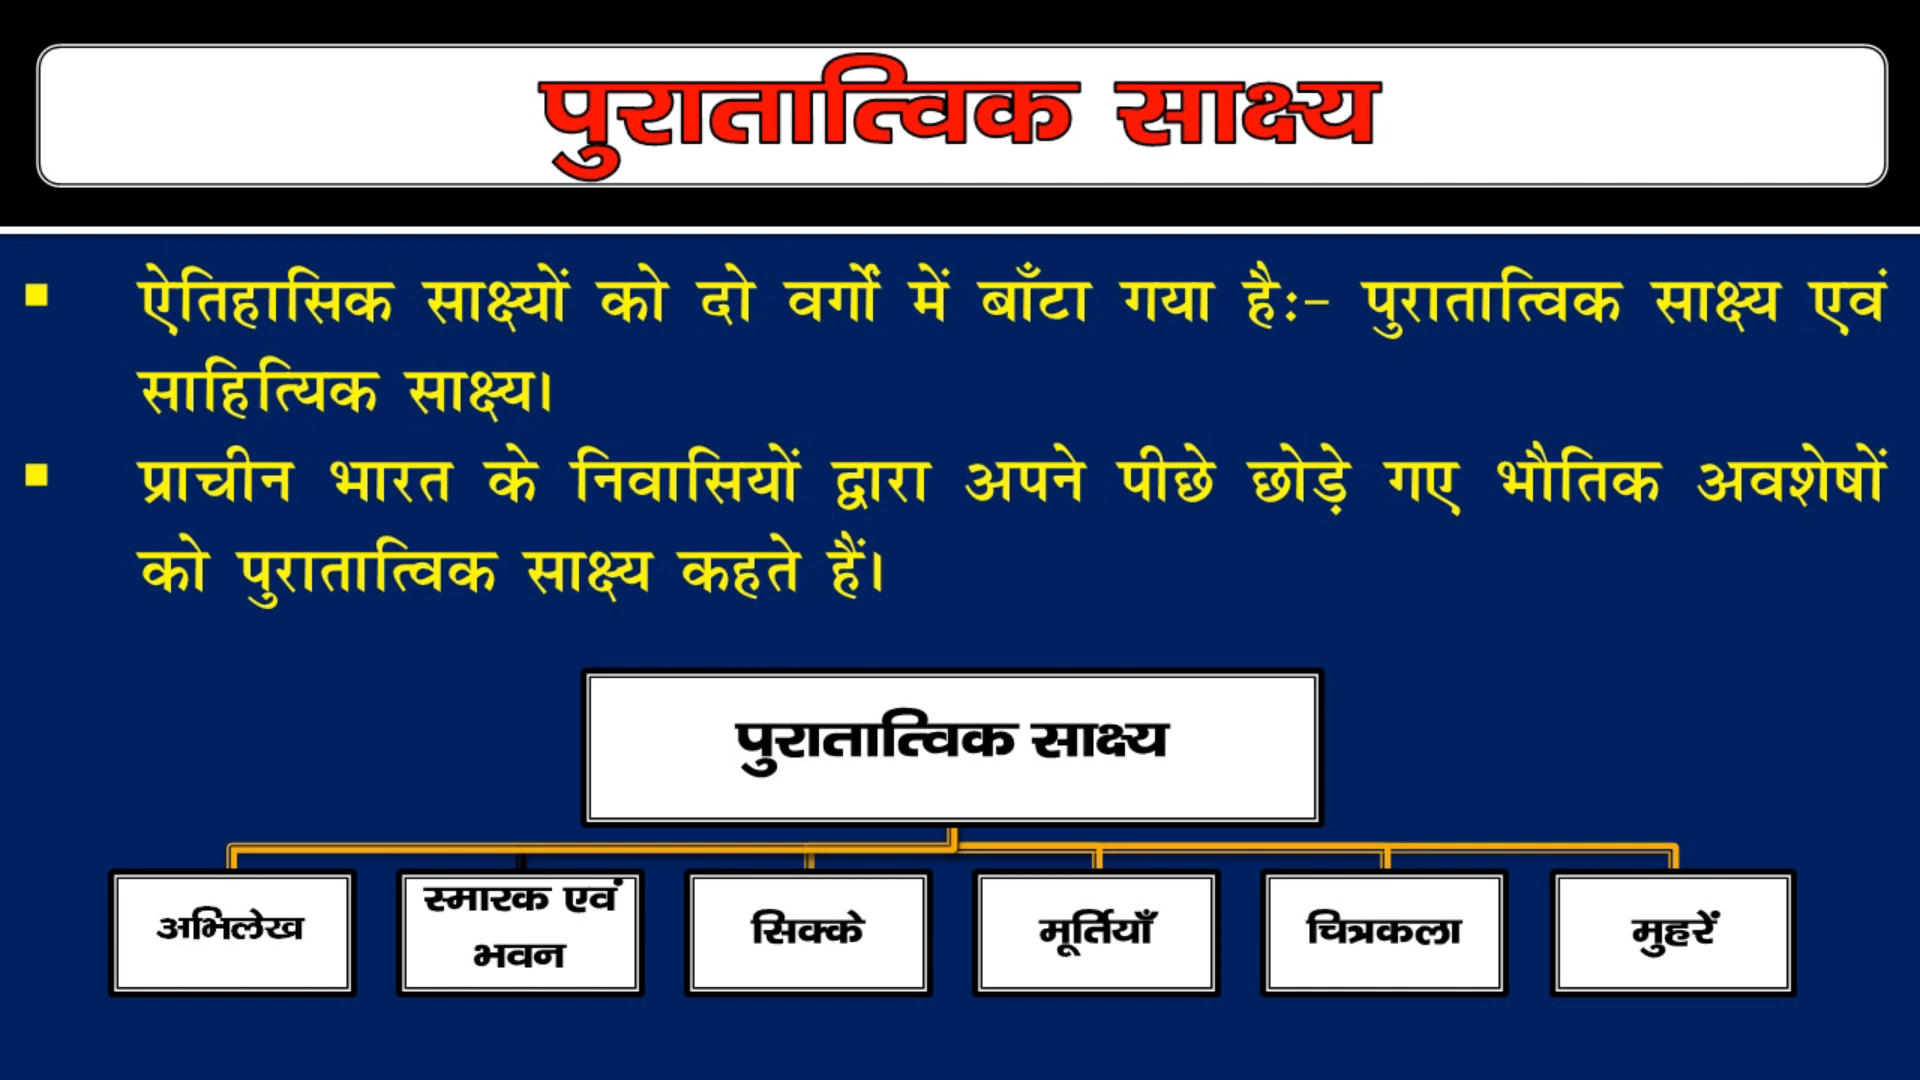 पुरातात्विक साक्ष्य
▪ ऐतिहासिक साक्ष्यों को दो वर्गों में बाँटा गया है:- पुरातात्विक साक्ष्य एवं
साहित्यिक साक्ष्य।
▪ प्राचीन भारत के निवासियों द्वारा अपने पीछे छोड़े गए भौतिक अवशेषों
को पुरातात्विक साक्ष्य कहते हैं।
पुरातात्विक साक्ष्य
अभिलेख
स्मारक एवं
भवन
सिक्के
मूर्तियाँ
चित्रकला
मुहरें